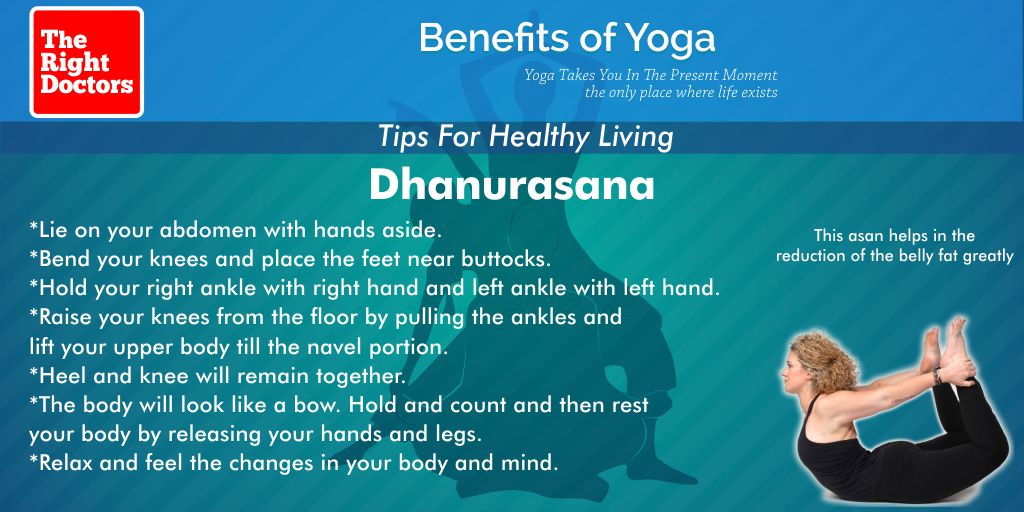 The
Right
Doctors
Benefits of Yoga
Yoga Takes You In The Present Moment
the only place where life exists
Tips For Healthy Living
Dhanurasana
*Lie on your abdomen with hands aside.
*Bend your knees and place the feet near buttocks.
*Hold your right ankle with right hand and left ankle with left hand.
*Raise your knees from the floor by pulling the ankles and
lift your upper body till the navel portion.
*Heel and knee will remain together.
*The body will look like a bow. Hold and count and then rest
your body by releasing your hands and legs.
*Relax and feel the changes in your body and mind.
This asan helps in the
reduction of the belly fat greatly